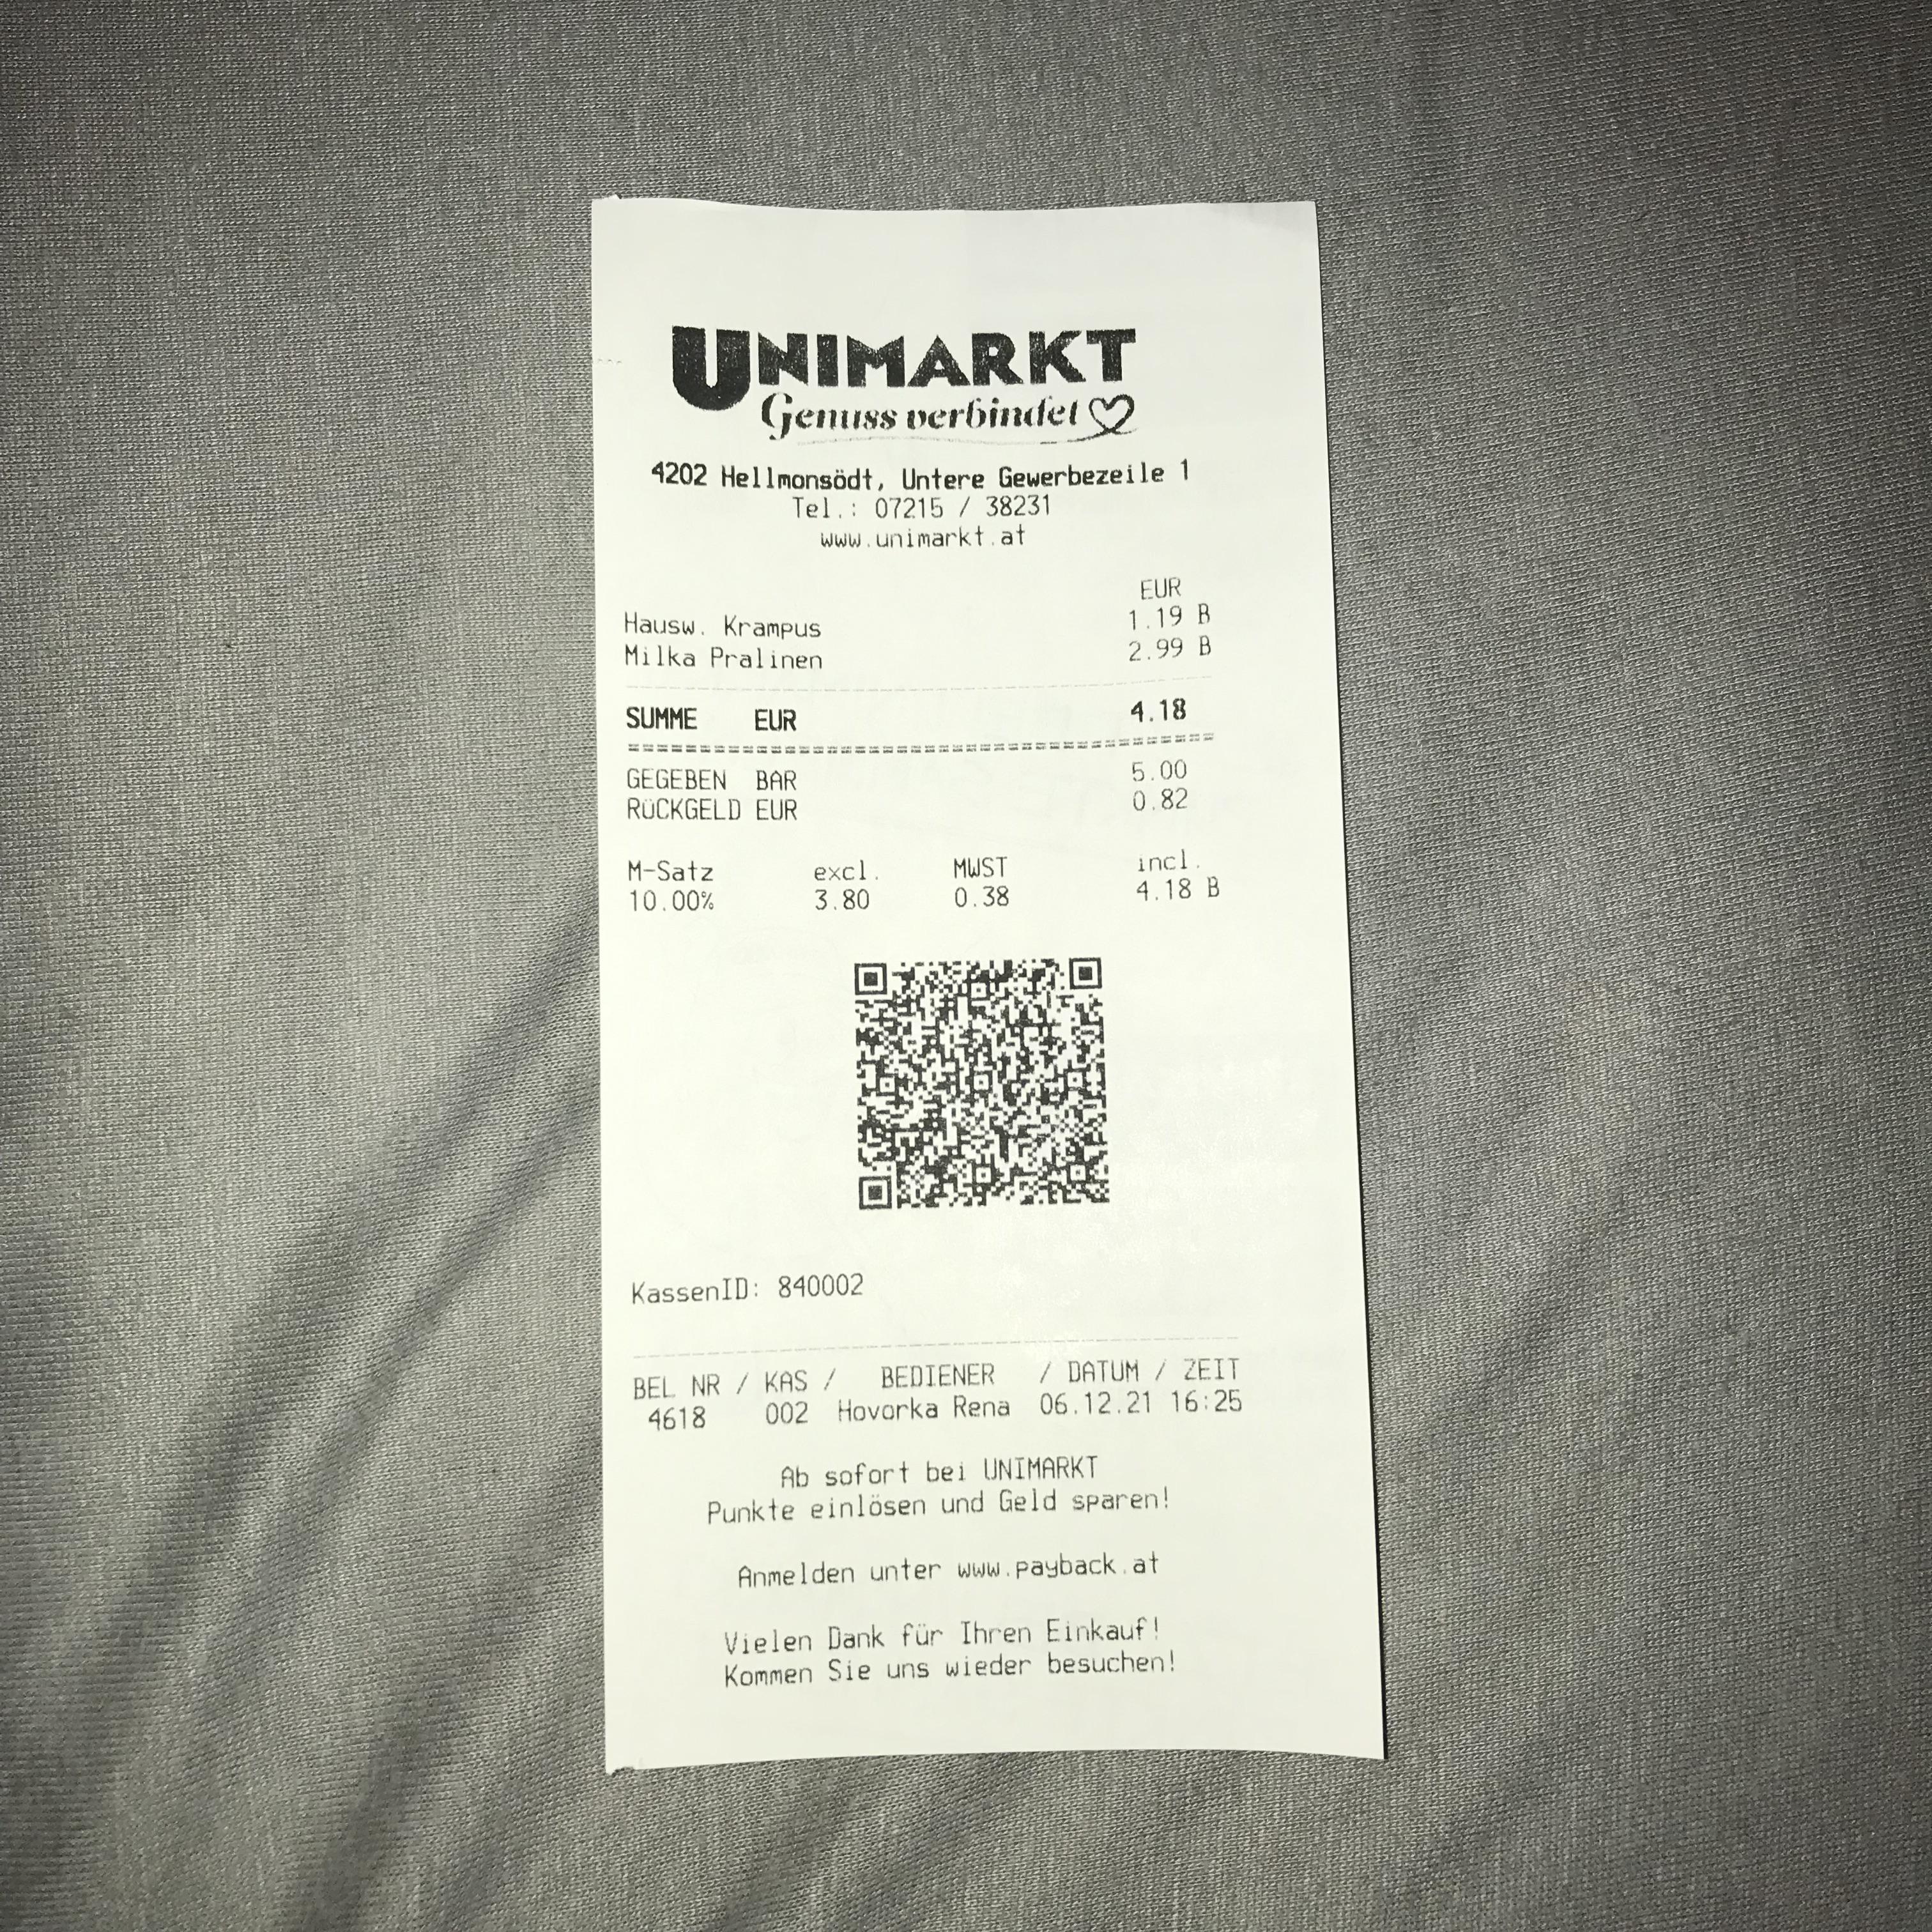 UNIMARKT
Genuss verbindet
4202 Hellmonsödt, Untere Gewerbezeile 1
Tel.: 07215 / 38231
www.unimarkt.at
EUR
Hausw. Krampus 1.19 B
Milka Pralinen 2.99 B
SUMME EUR 4.18
GEGEBEN BAR 5.00
RÜCKGELD EUR 0.82
M-Satz excl. MWST incl.
10.00% 3.80 0.38 4.18 B
KassenID: 840002
BEL NR / KAS / BEDIENER / DATUM / ZEIT
4618 002 Hovorka Rena 06.12.21 16:25
Ab sofort bei UNIMARKT
Punkte einlösen und Geld sparen!
Anmelden unter www.payback.at
Vielen Dank für Ihren Einkauf!
Kommen Sie uns wieder besuchen!